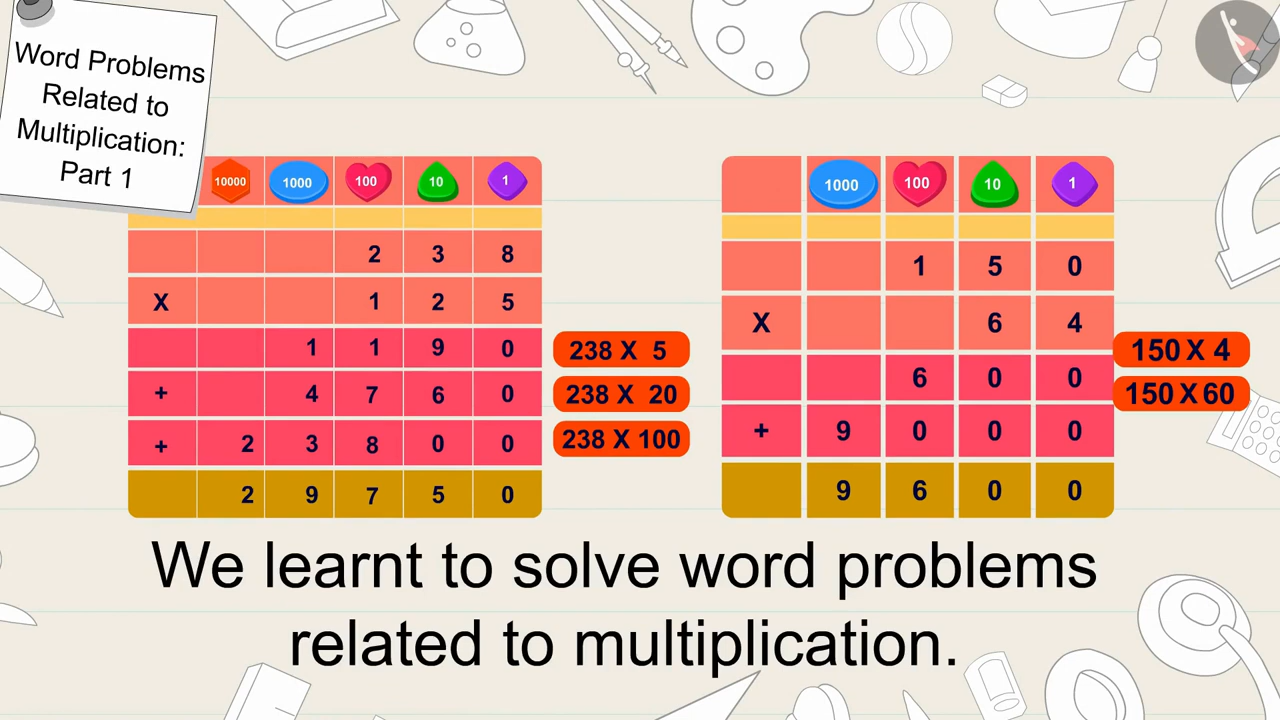 Word Problems
Related to
Multiplication:
Part 1
10000 1000 100 10 1
2 3 8
X 1 2 5
1 1 9 0
+ 4 7 6 0
+ 2 3 8 0 0
2 9 7 5 0
238 X 5
238 X 20
238 X 100
1000 100 10 1
1 5 0
X 6 4
6 0 0
+ 9 0 0 0
9 6 0 0
150 X 4
150 X 60
We learnt to solve word problems
related to multiplication.